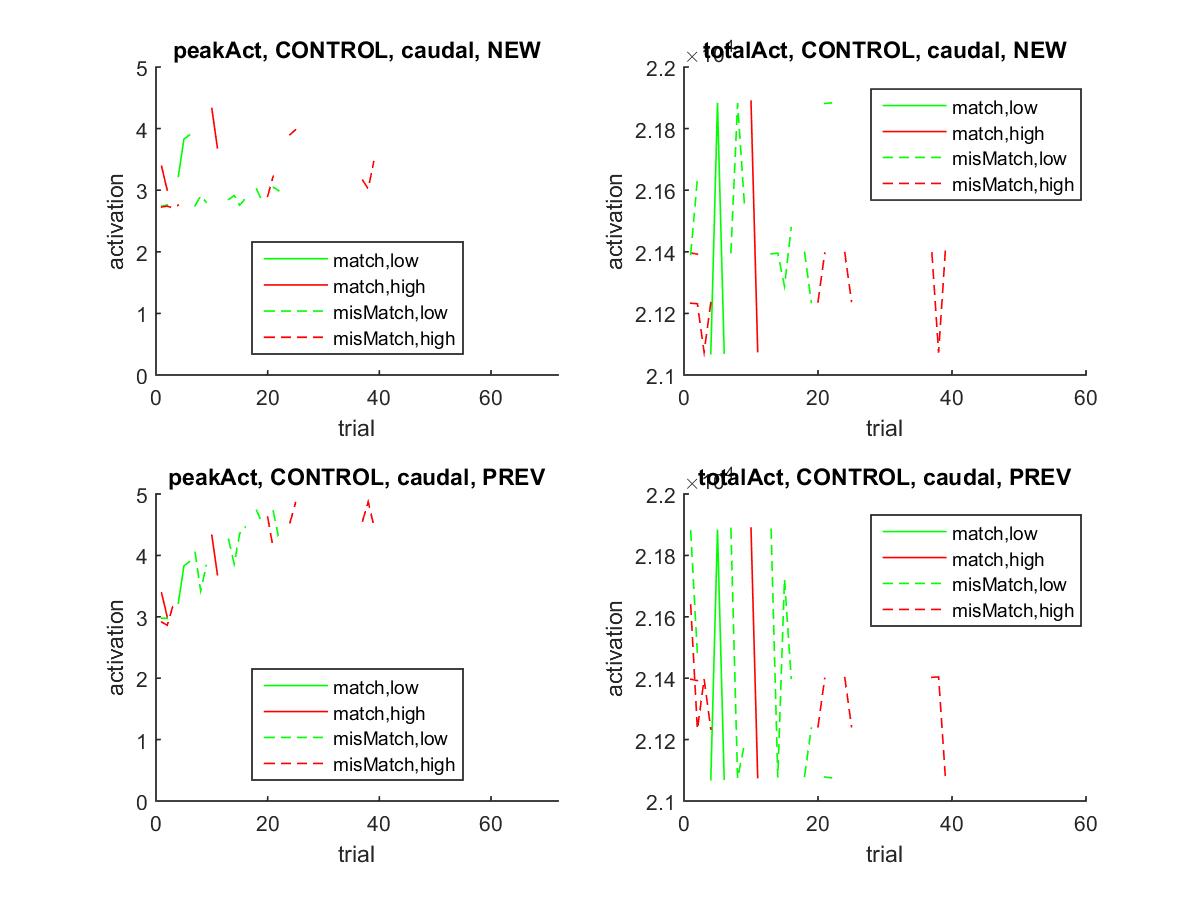 peakAct, CONTROL, caudal, NEW
5
4
3
2
1
0
activation
0 20 40 60
trial
match,low
match,high
misMatch,low
misMatch,high
totalAct, CONTROL, caudal, NEW
× 10^4
2.2
2.18
2.16
2.14
2.12
2.1
activation
0 20 40 60
trial
match,low
match,high
misMatch,low
misMatch,high
peakAct, CONTROL, caudal, PREV
5
4
3
2
1
0
activation
0 20 40 60
trial
match,low
match,high
misMatch,low
misMatch,high
totalAct, CONTROL, caudal, PREV
× 10^4
2.2
2.18
2.16
2.14
2.12
2.1
activation
0 20 40 60
trial
match,low
match,high
misMatch,low
misMatch,high